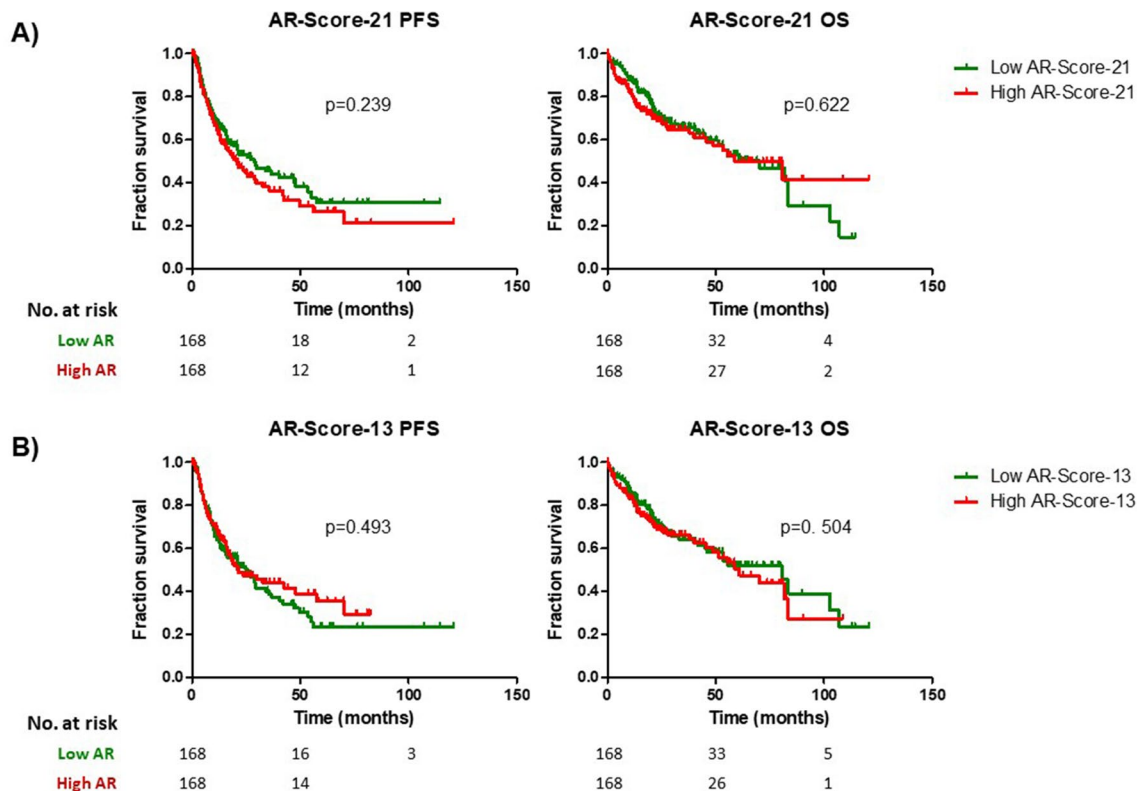 A)
AR-Score-21 PFS
AR-Score-21 OS
Low AR-Score-21
High AR-Score-21
p=0.239
p=0.622
Fraction survival
Fraction survival
1.0
0.8
0.6
0.4
0.2
0.0
1.0
0.8
0.6
0.4
0.2
0.0
0 50 100 150
0 50 100 150
Time (months)
Time (months)
No. at risk
Low AR 168 18 2 168 32 4
High AR 168 12 1 168 27 2
B)
AR-Score-13 PFS
AR-Score-13 OS
Low AR-Score-13
High AR-Score-13
p=0.493
p=0. 504
Fraction survival
Fraction survival
1.0
0.8
0.6
0.4
0.2
0.0
1.0
0.8
0.6
0.4
0.2
0.0
0 50 100 150
0 50 100 150
Time (months)
Time (months)
No. at risk
Low AR 168 16 3 168 33 5
High AR 168 14 168 26 1